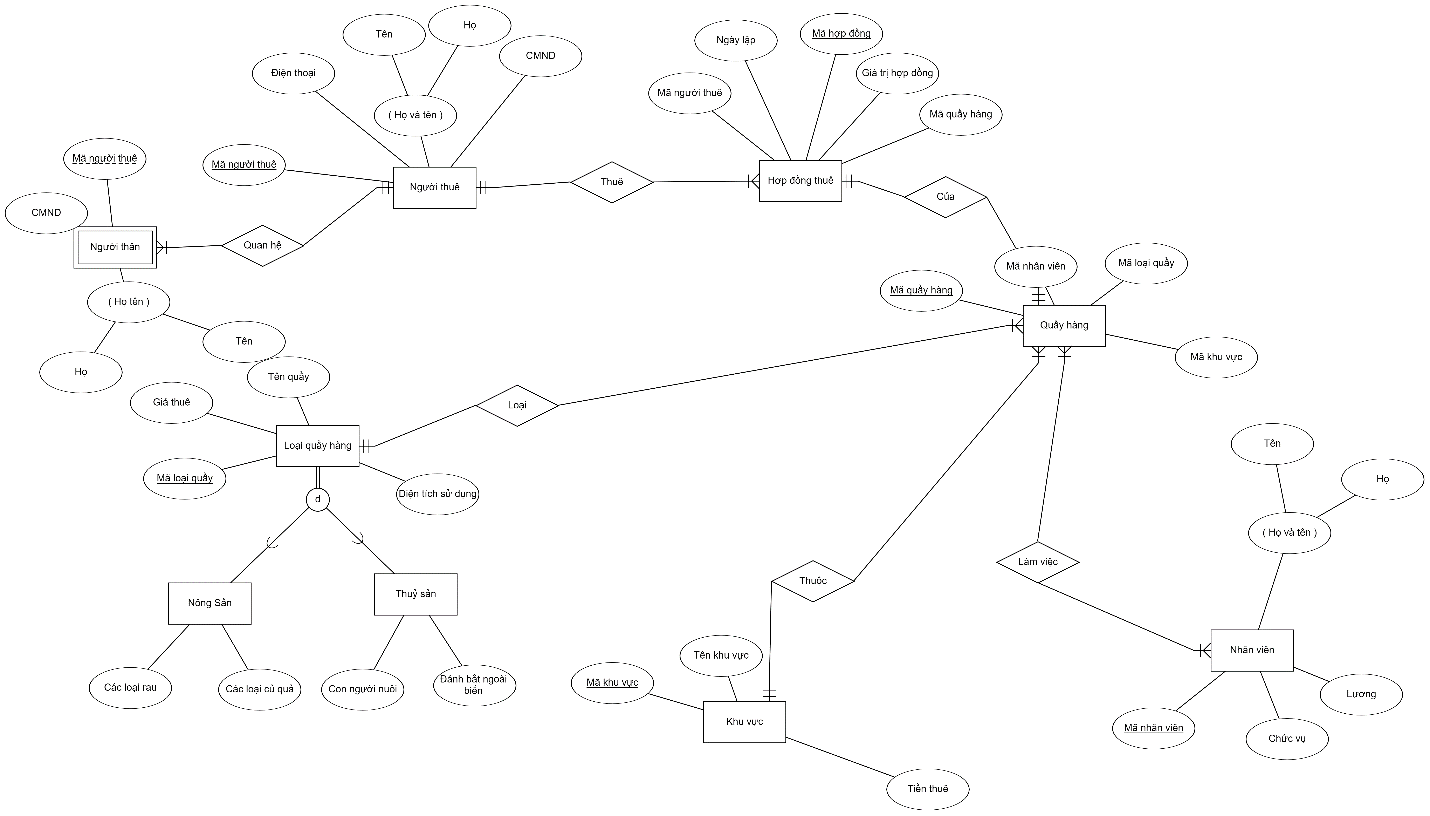 Họ
Tên
Ngày lập
Mã hợp đồng
CMND
Điện thoại
Giá trị hợp dồng
Mã người thuê
( Họ và tên )
Mã quầy hàng
Mã người thuê
Mã người thuê
Người thuê
Thuê
Hợp đồng thuê
Của
CMND
Người thân
Quan hệ
Mã nhân viên
Mã loại quầy
Mã quầy hàng
( Họ tên )
Quầy hàng
Tên
Mã khu vực
Họ
Tên quầy
Giá thuê
Loại
Loại quầy hàng
Tên
Mã loại quầy
Diện tích sử dụng
Họ
d
( Họ và tên )
Làm việc
Thuộc
Nông Sản
Thuỷ sản
Nhân viên
Tên khu vực
Mã khu vực
Các loại rau
Các loại củ quả
Con người nuôi
Đánh bắt ngoài
biển
Lương
Khu vực
Mã nhân viên
Chức vụ
Tiền thuê